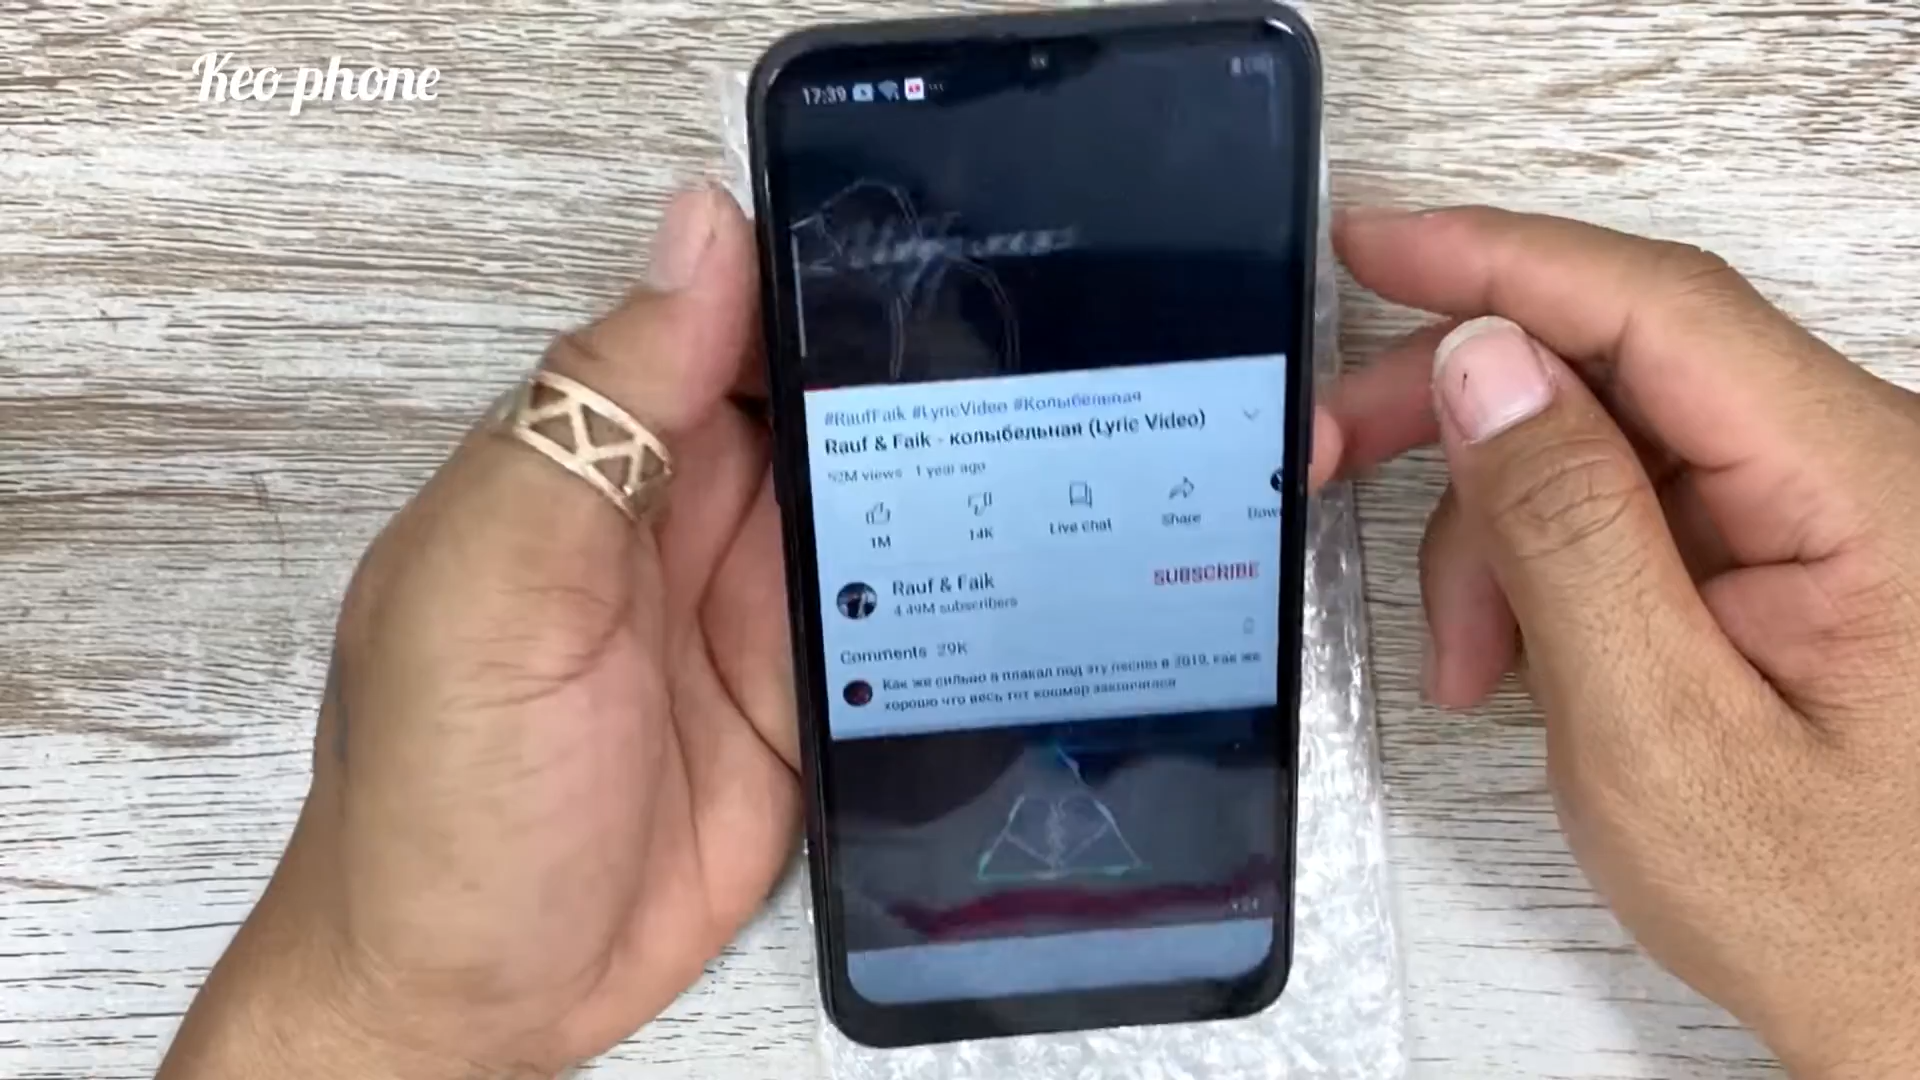 Keo phone
17:39
#RaufFaik #LyricVideo #Колыбельная
Rauf & Faik - колыбельная (Lyric Video)
52M views 1 year ago
1M
14K
Live chat
Share
SUBSCRIBE
Rauf & Faik
4.49M subscribers
Comments 29K
Как же сильно я плакал под эту песню в 2019, как же
хорошо что весь тот кошмар закончился